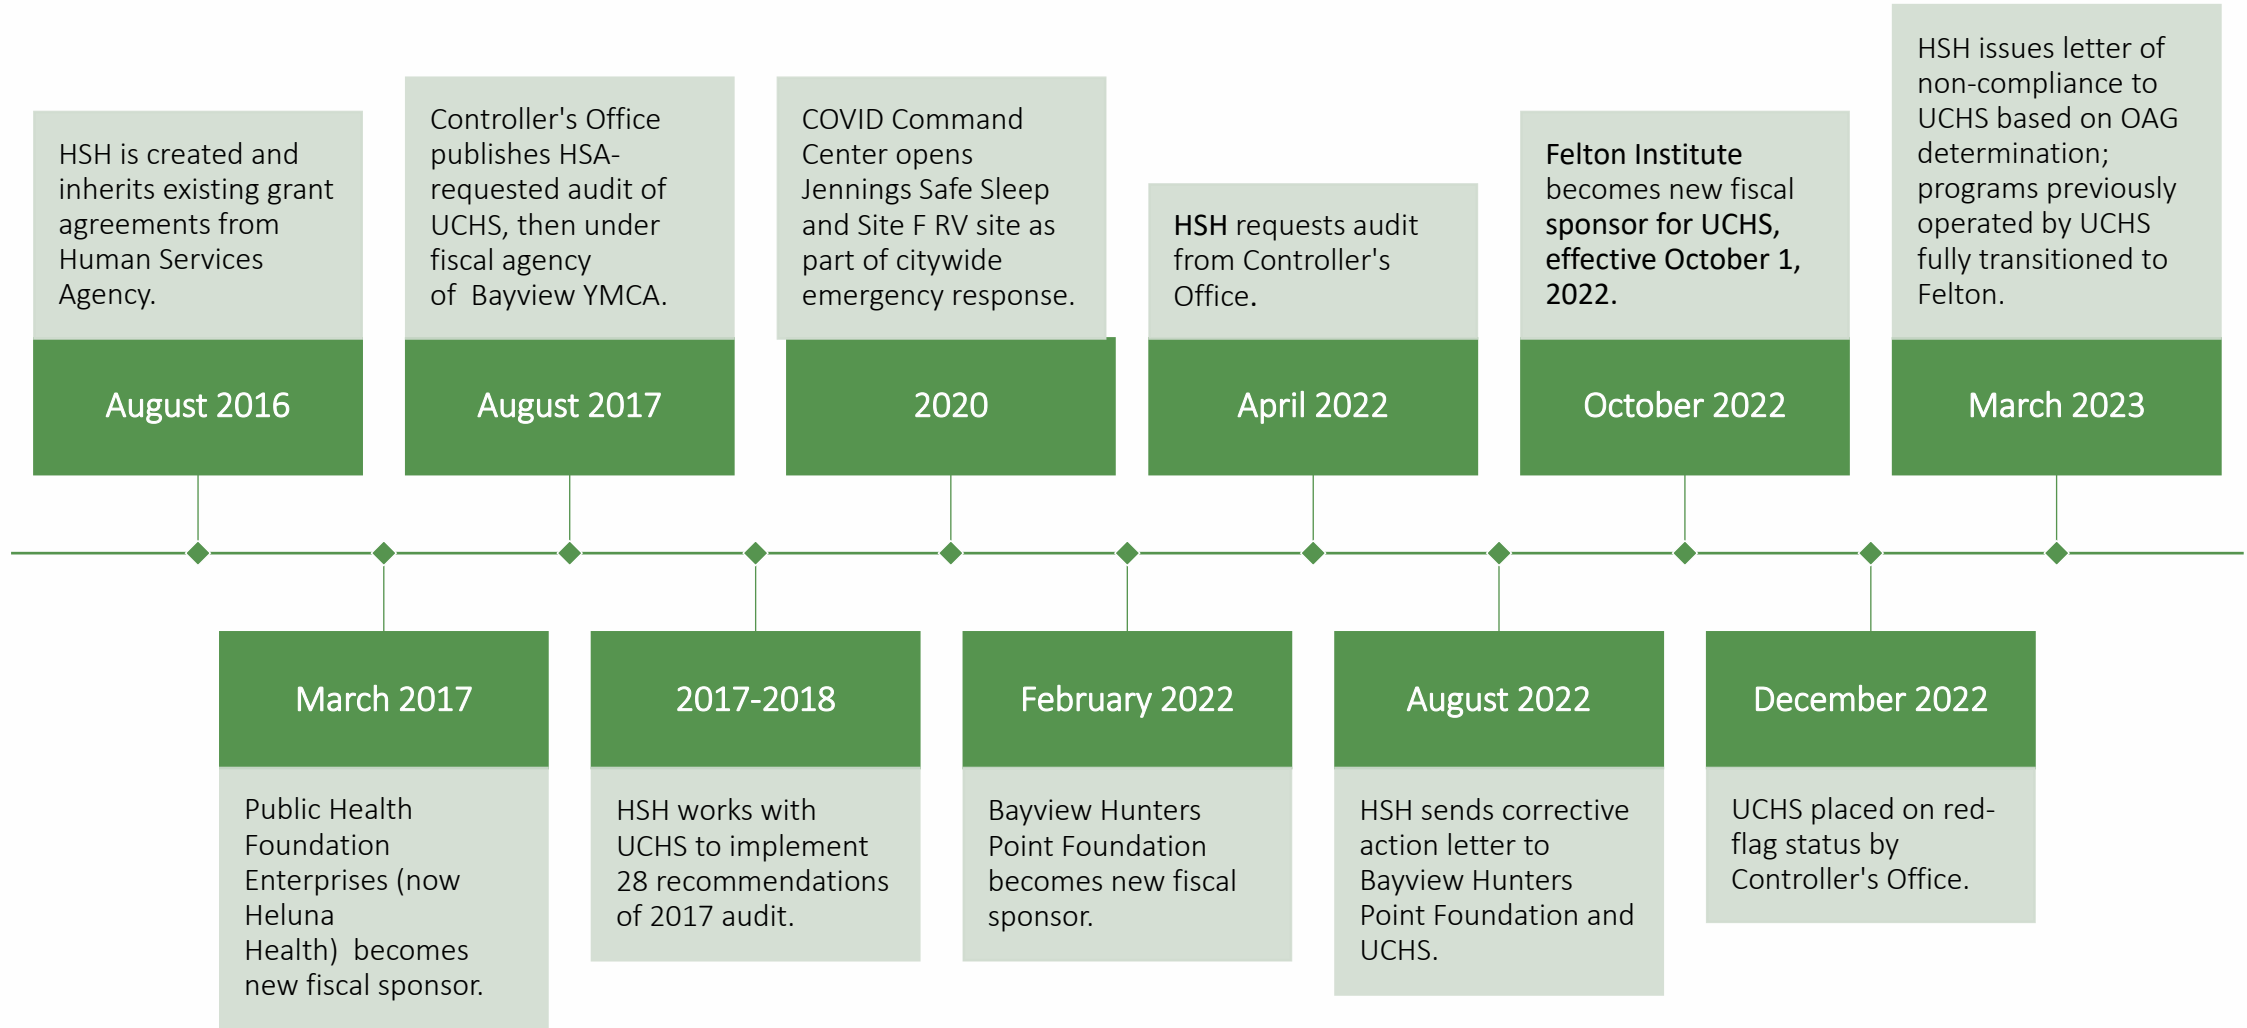 HSH is created and
inherits existing grant
agreements from
Human Services
Agency.
August 2016
Public Health
Foundation
Enterprises (now
Heluna
Health)  becomes
new fiscal sponsor.
March 2017
Controller's Office
publishes HSA-
requested audit of
UCHS, then under
fiscal agency
of  Bayview YMCA.
August 2017
2017-2018
HSH works with
UCHS to implement
28 recommendations
of 2017 audit.
COVID Command
Center opens
Jennings Safe Sleep
and Site F RV site as
part of citywide
emergency response.
2020
February 2022
Bayview Hunters
Point Foundation
becomes new fiscal
sponsor.
HSH requests audit
from Controller's
Office.
April 2022
August 2022
HSH sends corrective
action letter to
Bayview Hunters
Point Foundation and
UCHS.
Felton Institute
becomes new fiscal
sponsor for UCHS,
effective October 1,
2022.
October 2022
December 2022
UCHS placed on red-
flag status by
Controller's Office.
HSH issues letter of
non-compliance to
UCHS based on OAG
determination;
programs previously
operated by UCHS
fully transitioned to
Felton.
March 2023